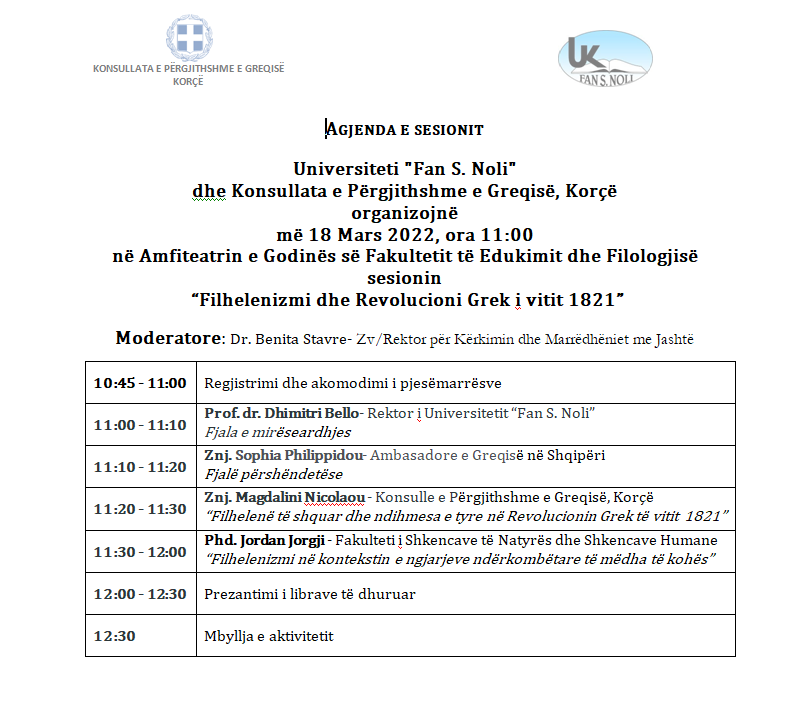 KONSULLATA E PËRGJITHSHME E GREQISË
KORÇË
UK
FAN S. NOLI
AGJENDA E SESIONIT
Universiteti "Fan S. Noli"
dhe Konsullata e Përgjithshme e Greqisë, Korçë
organizojnë
më 18 Mars 2022, ora 11:00
në Amfiteatrin e Godinës së Fakultetit të Edukimit dhe Filologjisë
sesionin
“Filhelenizmi dhe Revolucioni Grek i vitit 1821”
Moderatore: Dr. Benita Stavre- Zv/Rektor për Kërkimin dhe Marrëdhëniet me Jashtë
10:45 - 11:00 Regjistrimi dhe akomodimi i pjesëmarrësve
11:00 - 11:10 Prof. dr. Dhimitri Bello- Rektor i Universitetit “Fan S. Noli”
Fjala e mirëseardhjes
11:10 - 11:20 Znj. Sophia Philippidou- Ambasadore e Greqisë në Shqipëri
Fjalë përshëndetëse
11:20 - 11:30 Znj. Magdalini Nicolaou - Konsulle e Përgjithshme e Greqisë, Korçë
“Filhelenë të shquar dhe ndihmesa e tyre në Revolucionin Grek të vitit 1821”
11:30 - 12:00 Phd. Jordan Jorgji - Fakulteti i Shkencave të Natyrës dhe Shkencave Humane
“Filhelenizmi në kontekstin e ngjarjeve ndërkombëtare të mëdha të kohës”
12:00 - 12:30 Prezantimi i librave të dhuruar
12:30 Mbyllja e aktivitetit